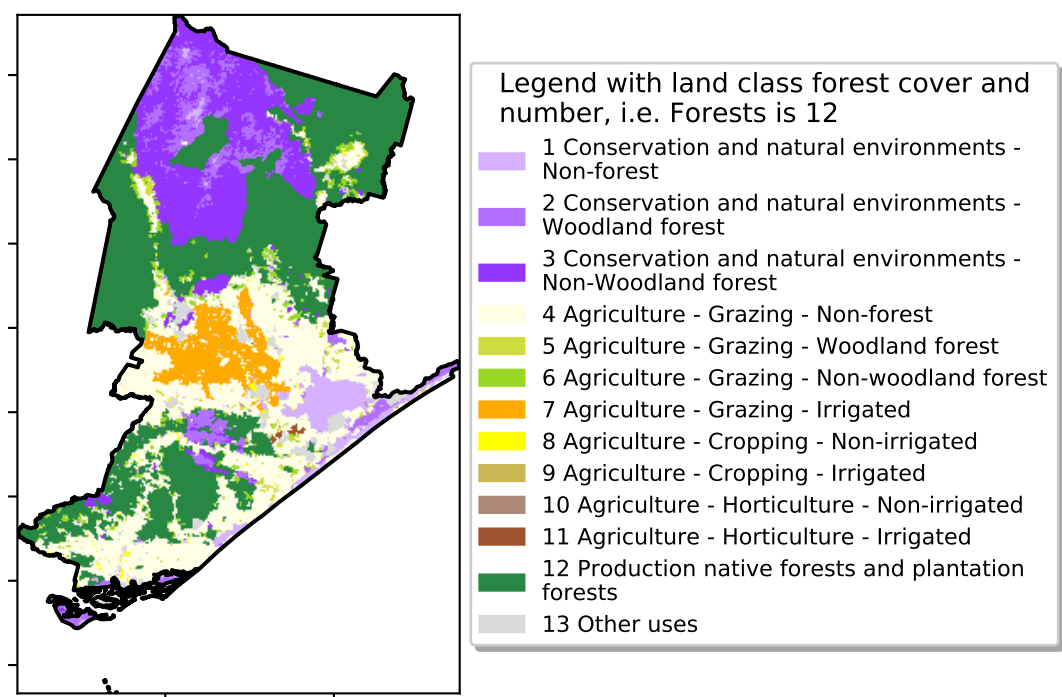 Legend with land class forest cover and
number, i.e. Forests is 12
1 Conservation and natural environments -
Non-forest
2 Conservation and natural environments -
Woodland forest
3 Conservation and natural environments -
Non-Woodland forest
4 Agriculture - Grazing - Non-forest
5 Agriculture - Grazing - Woodland forest
6 Agriculture - Grazing - Non-woodland forest
7 Agriculture - Grazing - Irrigated
8 Agriculture - Cropping - Non-irrigated
9 Agriculture - Cropping - Irrigated
10 Agriculture - Horticulture - Non-irrigated
11 Agriculture - Horticulture - Irrigated
12 Production native forests and plantation
forests
13 Other uses